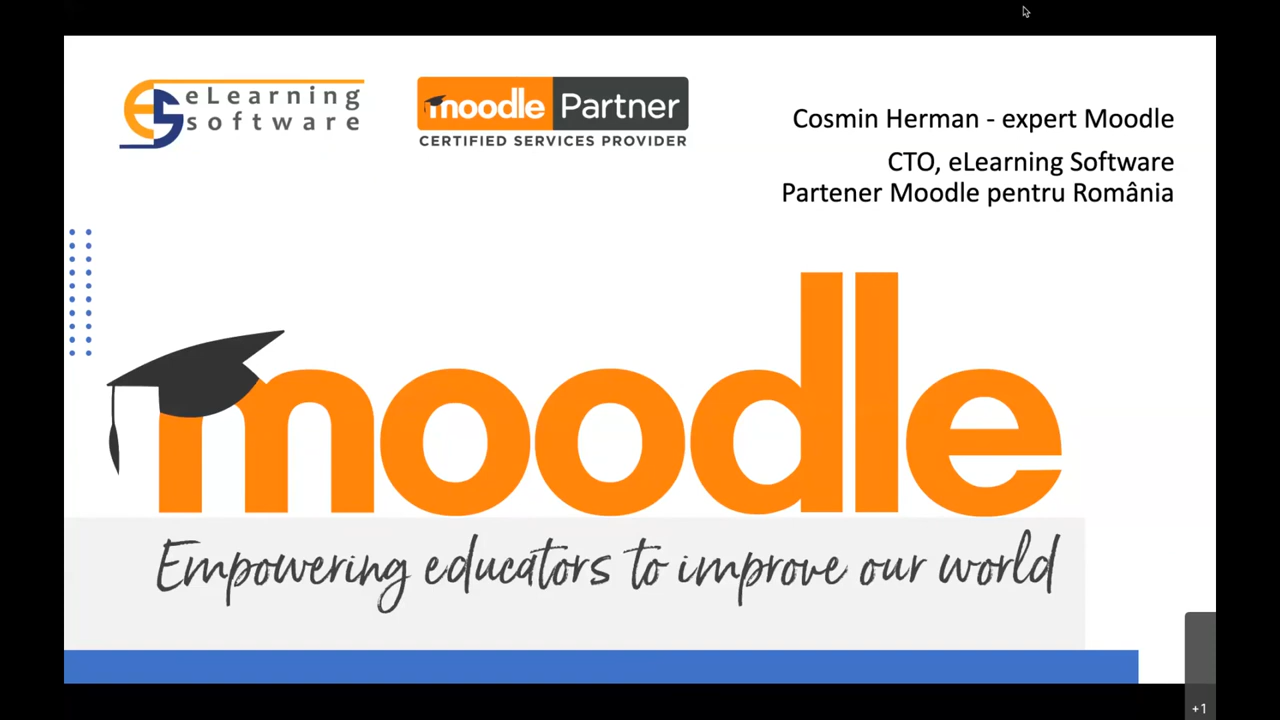 eLearning
software
moodle Partner
CERTIFIED SERVICES PROVIDER
Cosmin Herman - expert Moodle
CTO, eLearning Software
Partener Moodle pentru România
moodle
Empowering educators to improve our world
+1